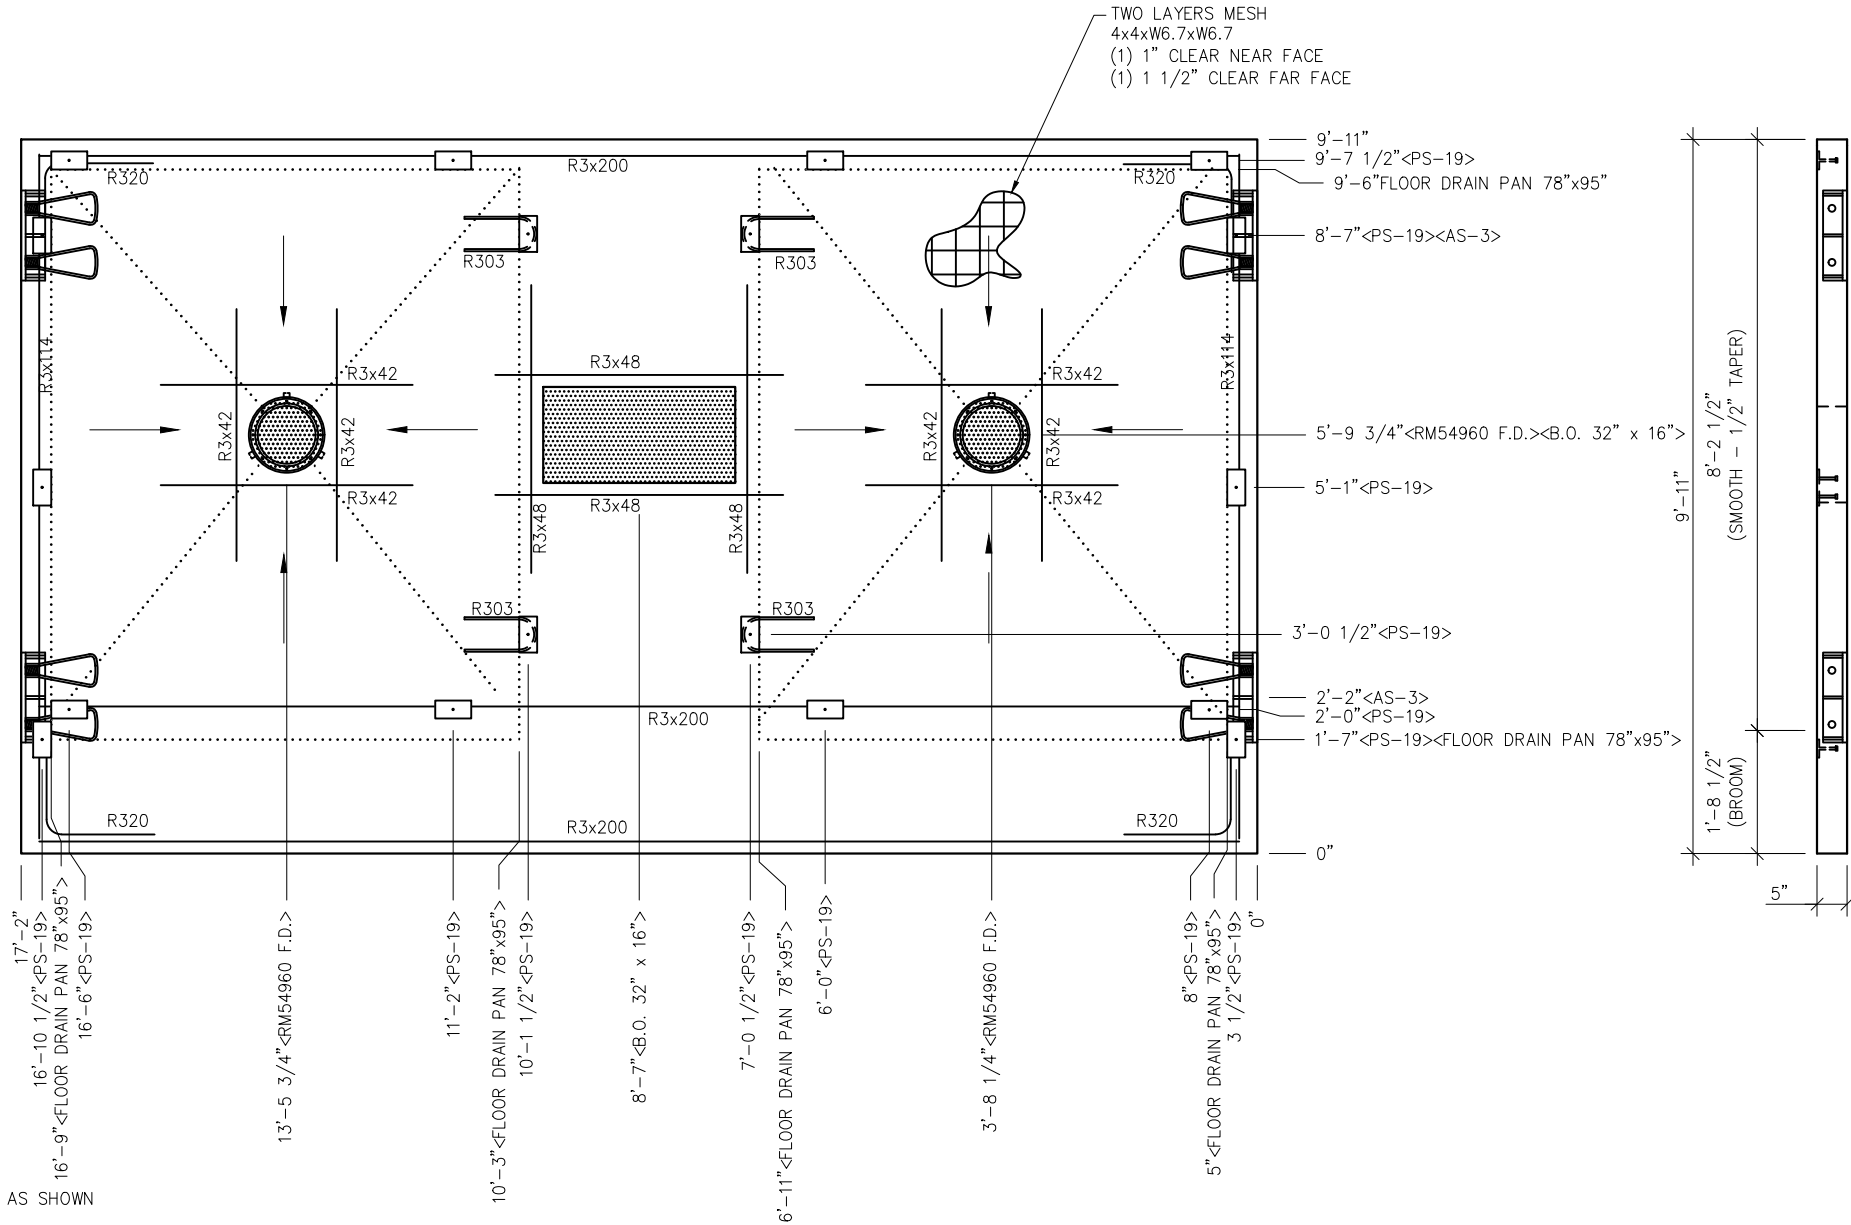 TWO LAYERS MESH
4x4xW6.7xW6.7
(1) 1” CLEAR NEAR FACE
(1) 1 1/2” CLEAR FAR FACE
9’-11”
R3x200
9’-7 1/2”<PS-19>
R320
R320
9’-6”FLOOR DRAIN PAN 78”x95”
8’-7”<PS-19><AS-3>
R303
R303
R3x114
R3x114
R3x48
R3x42
R3x42
R3x42
R3x42
R3x42
R3x42
5’-9 3/4”<RM54960 F.D.><B.O. 32” x 16”>
5’-1”<PS-19>
R3x42
R3x48
R3x42
R3x48
R3x48
R303
R303
3’-0 1/2”<PS-19>
2’-2”<AS-3>
R3x200
2’-0”<PS-19>
1’-7”<PS-19><FLOOR DRAIN PAN 78”x95”>
R320
R3x200
R320
0”
9’-11”
8’-2 1/2”
(SMOOTH - 1/2” TAPER)
1’-8 1/2”
(BROOM)
5”
17’-2”
16’-10 1/2”<PS-19>
16’-9”<FLOOR DRAIN PAN 78”x95”>
16’-6”<PS-19>
13’-5 3/4”<RM54960 F.D.>
11’-2”<PS-19>
10’-3”<FLOOR DRAIN PAN 78”x95”>
10’-1 1/2”<PS-19>
8’-7”<B.O. 32” x 16”>
7’-0 1/2”<PS-19>
6’-11”<FLOOR DRAIN PAN 78”x95”>
6’-0”<PS-19>
3’-8 1/4”<RM54960 F.D.>
8”<PS-19>
5”<FLOOR DRAIN PAN 78”x95”>
3 1/2”<PS-19>
0”
AS SHOWN